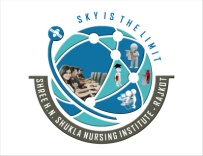 SKY IS THE LIMIT
SHREE H. N. SHUKLA NURSING INSTITUTE - RAJKOT